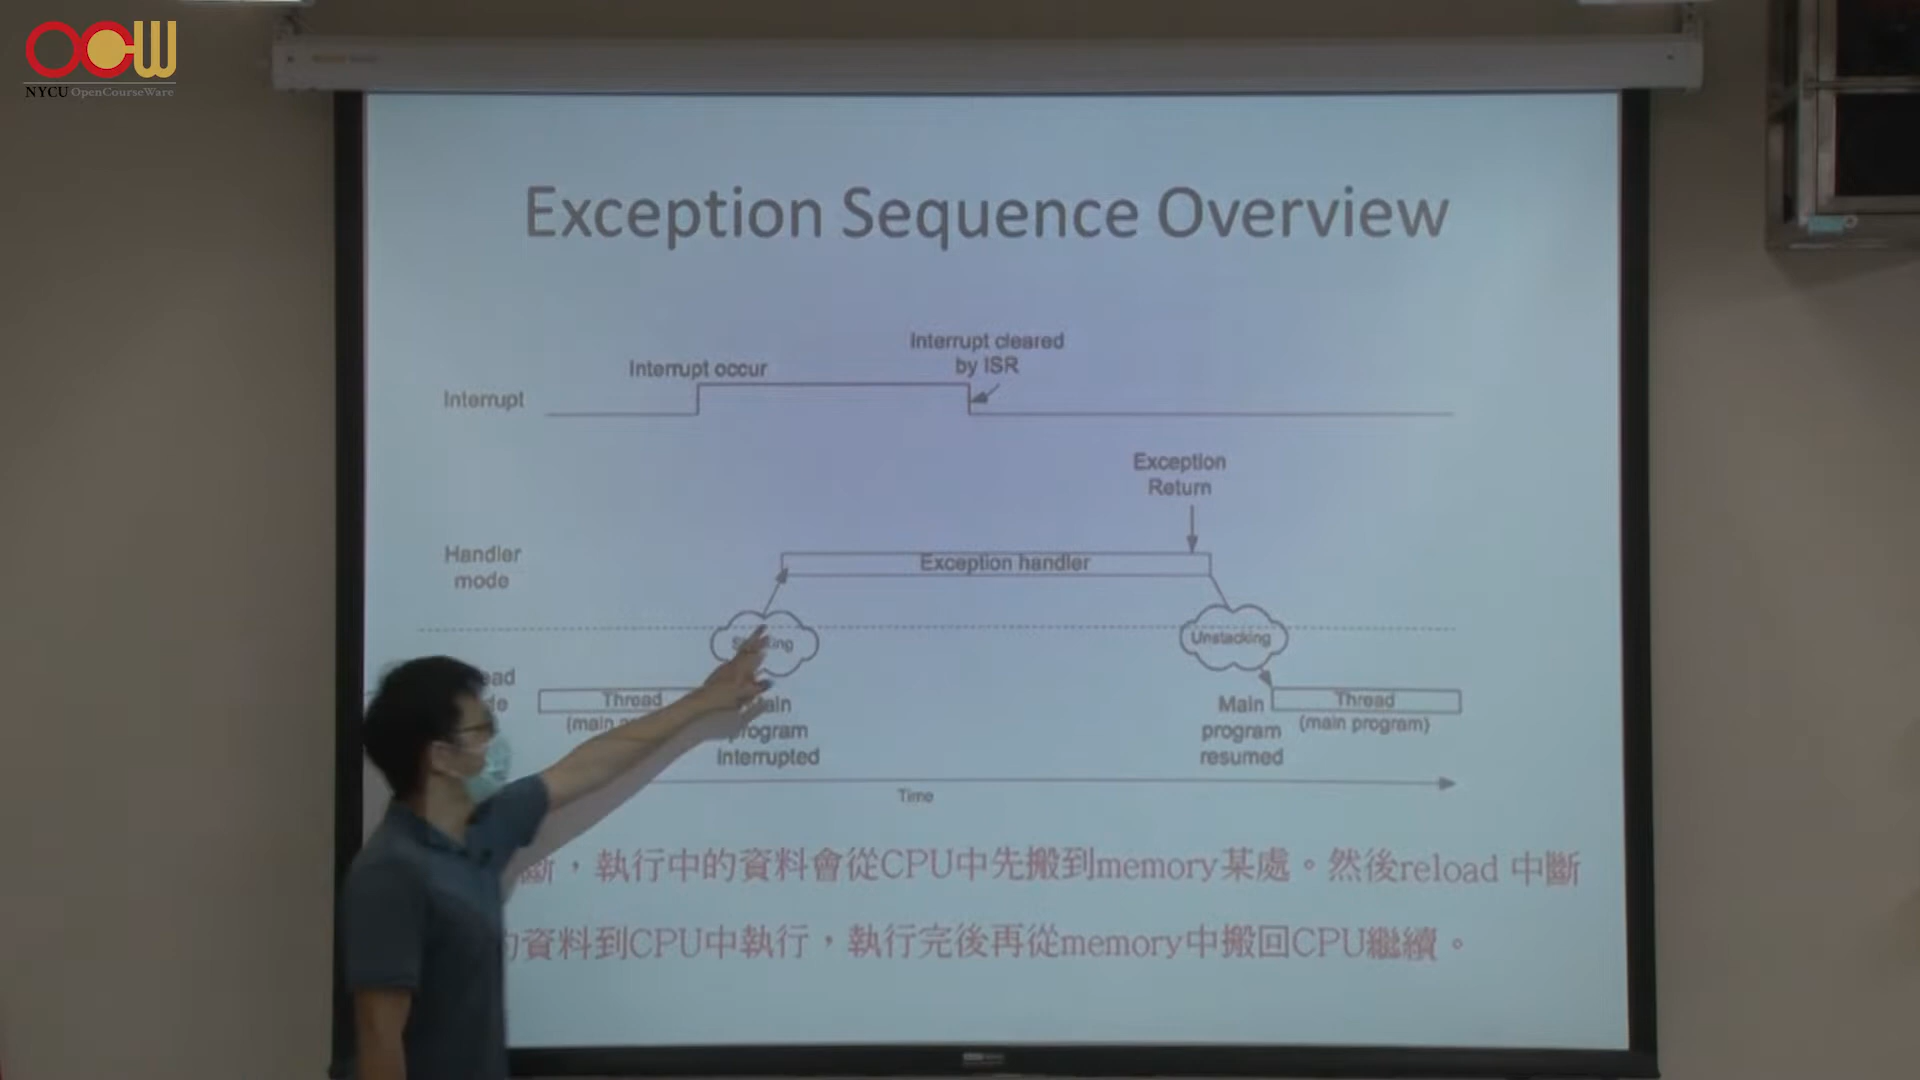 OCW
NYCU OpenCourseWare
Exception Sequence Overview
Interrupt cleared
by ISR
Interrupt occur
Interrupt
Exception
Return
Handler
mode
Exception handler
Unstacking
Thread
Main
program
resumed
Thread
(main program)
program
Interrupted
Time
斷，執行中的資料會從CPU中先搬到memory某處。然後reload 中斷
的資料到CPU中執行，執行完後再從memory中搬回CPU繼續。